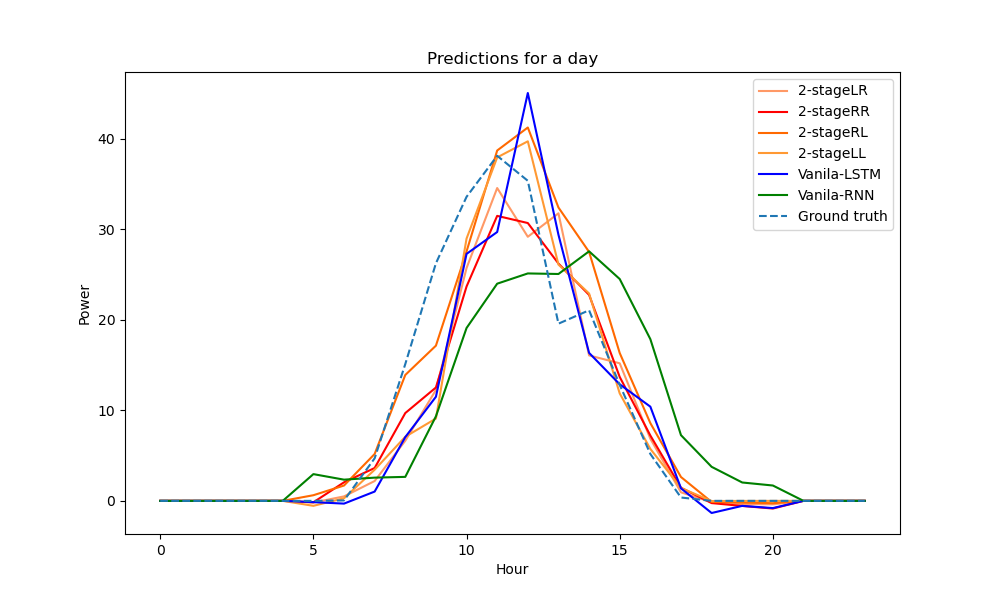 Predictions for a day
2-stageLR
2-stageRR
2-stageRL
2-stageLL
Vanila-LSTM
Vanila-RNN
Ground truth
Power
40
30
20
10
0
0 5 10 15 20
Hour